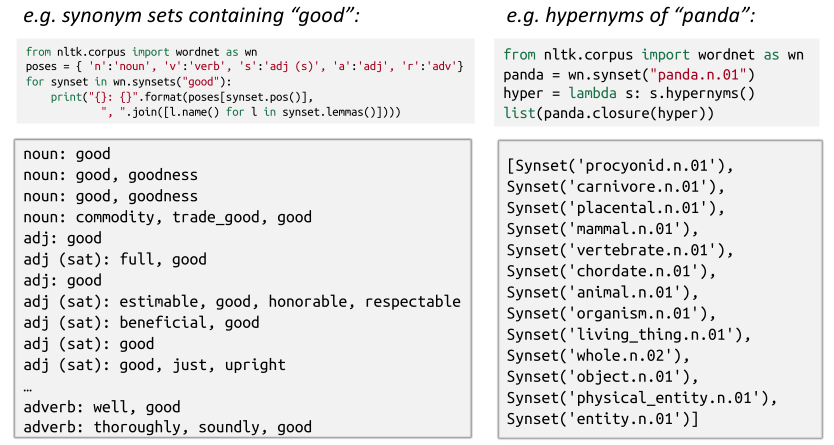 e.g. synonym sets containing “good”:
from nltk.corpus import wordnet as wn
poses = { 'n':'noun', 'v':'verb', 's':'adj (s)', 'a':'adj', 'r':'adv'}
for synset in wn.synsets("good"):
    print("{}: {}".format(poses[synset.pos()],
        ", ".join([l.name() for l in synset.lemmas()])))
noun: good
noun: good, goodness
noun: good, goodness
noun: commodity, trade_good, good
adj: good
adj (sat): full, good
adj: good
adj (sat): estimable, good, honorable, respectable
adj (sat): beneficial, good
adj (sat): good
adj (sat): good, just, upright
…
adverb: well, good
adverb: thoroughly, soundly, good
e.g. hypernyms of “panda”:
from nltk.corpus import wordnet as wn
panda = wn.synset("panda.n.01")
hyper = lambda s: s.hypernyms()
list(panda.closure(hyper))
[Synset('procyonid.n.01'),
Synset('carnivore.n.01'),
Synset('placental.n.01'),
Synset('mammal.n.01'),
Synset('vertebrate.n.01'),
Synset('chordate.n.01'),
Synset('animal.n.01'),
Synset('organism.n.01'),
Synset('living_thing.n.01'),
Synset('whole.n.02'),
Synset('object.n.01'),
Synset('physical_entity.n.01'),
Synset('entity.n.01')]